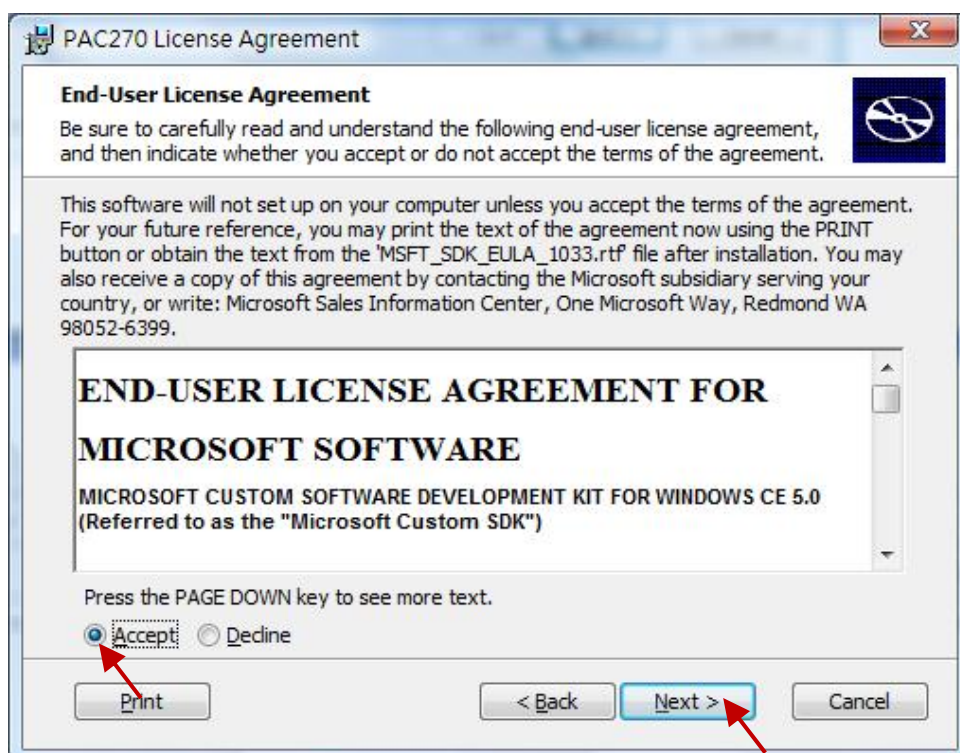 PAC270 License Agreement
End-User License Agreement
Be sure to carefully read and understand the following end-user license agreement,
and then indicate whether you accept or do not accept the terms of the agreement.
This software will not set up on your computer unless you accept the terms of the agreement.
For your future reference, you may print the text of the agreement now using the PRINT
button or obtain the text from the 'MSFT_SDK_EULA_1033.rtf' file after installation. You may
also receive a copy of this agreement by contacting the Microsoft subsidiary serving your
country, or write: Microsoft Sales Information Center, One Microsoft Way, Redmond WA
98052-6399.
END-USER LICENSE AGREEMENT FOR
MICROSOFT SOFTWARE
MICROSOFT CUSTOM SOFTWARE DEVELOPMENT KIT FOR WINDOWS CE 5.0
(Referred to as the "Microsoft Custom SDK")
Press the PAGE DOWN key to see more text.
Accept Decline
Print < Back Next > Cancel